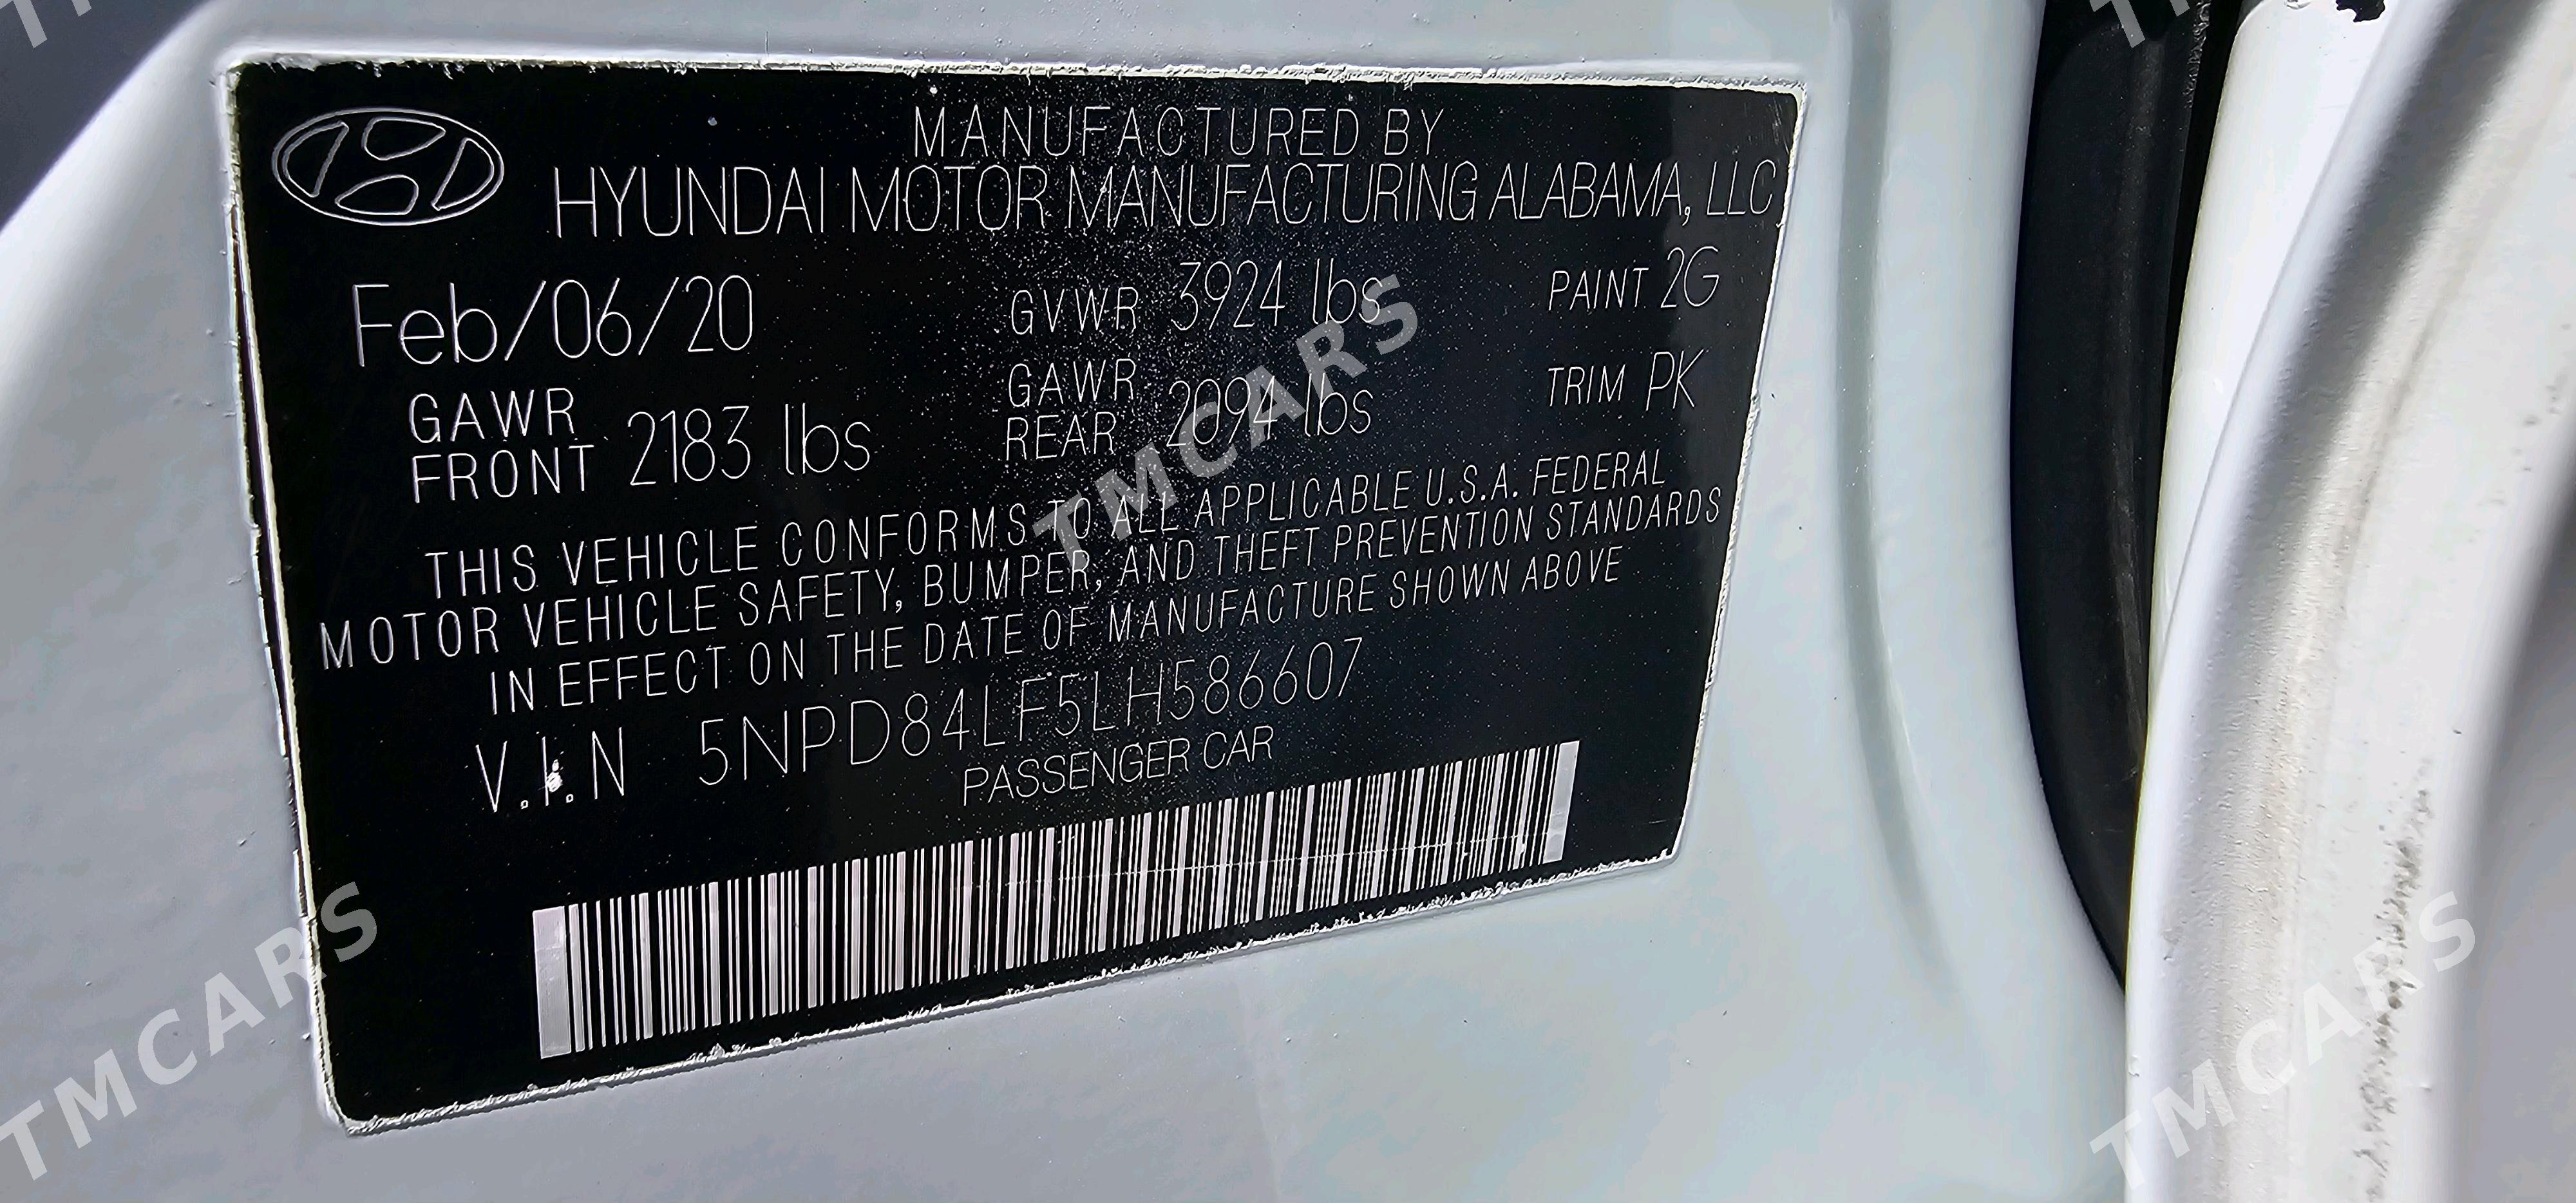 MANUFACTURED BY
HYUNDAI MOTOR MANUFACTURING ALABAMA, LLC
Feb/06/20 GVWR 3924 lbs PAINT 2G
GAWR FRONT 2183 lbs GAWR REAR 2094 lbs TRIM PK
THIS VEHICLE CONFORMS TO ALL APPLICABLE U.S.A. FEDERAL
MOTOR VEHICLE SAFETY, BUMPER, AND THEFT PREVENTION STANDARDS
IN EFFECT ON THE DATE OF MANUFACTURE SHOWN ABOVE
V.I.N 5NPD84LF5LH586607
PASSENGER CAR
TMCARS
TMCARS
TMCARS